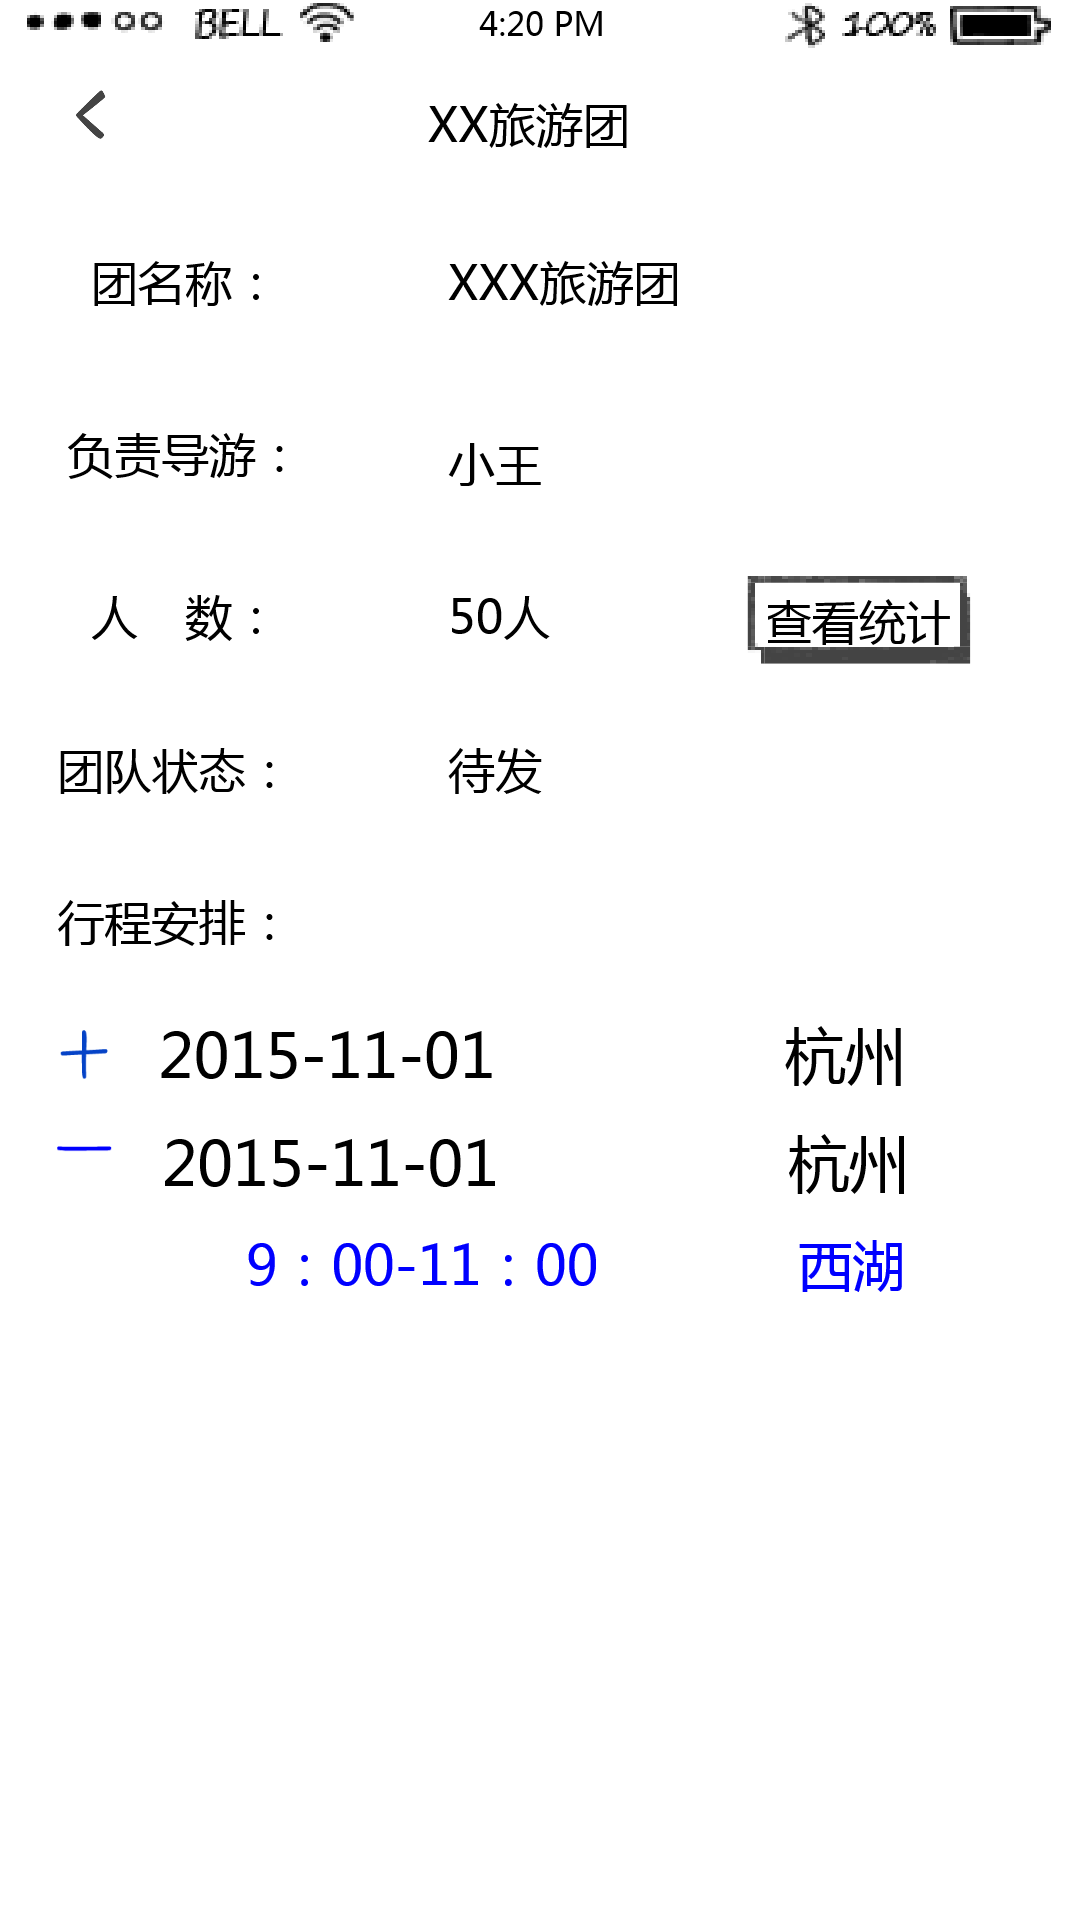 BELL 4:20 PM 100%
XX旅游团
团名称： XXX旅游团
负责导游： 小王
人 数： 50人 查看统计
团队状态： 待发
行程安排：
+ 2015-11-01 杭州
— 2015-11-01 杭州
9：00-11：00 西湖